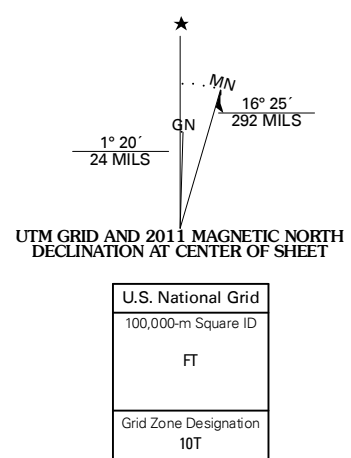 ★
MN
16° 25´
292 MILS
GN
1° 20´
24 MILS
UTM GRID AND 2011 MAGNETIC NORTH
DECLINATION AT CENTER OF SHEET
U.S. National Grid
100,000-m Square ID
FT
Grid Zone Designation
10T